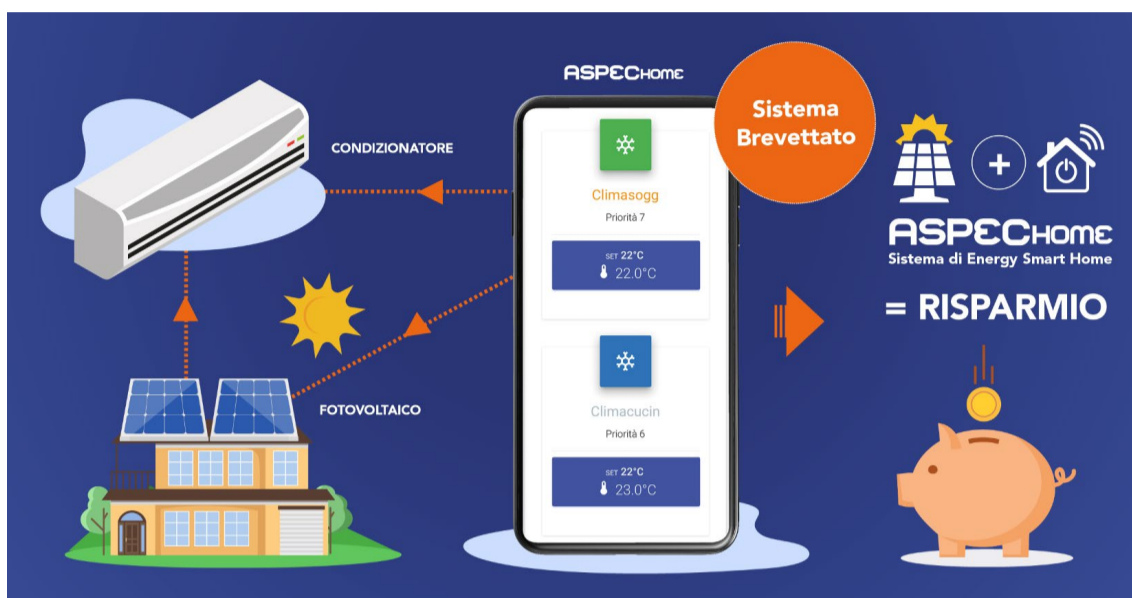 CONDIZIONATORE
FOTOVOLTAICO
ASPECHOME
Climasogg
Priorità 7
SET 22°C
22.0°C
Climacucin
Priorità 6
SET 22°C
23.0°C
Sistema
Brevettato
+
ASPECHOME
Sistema di Energy Smart Home
= RISPARMIO